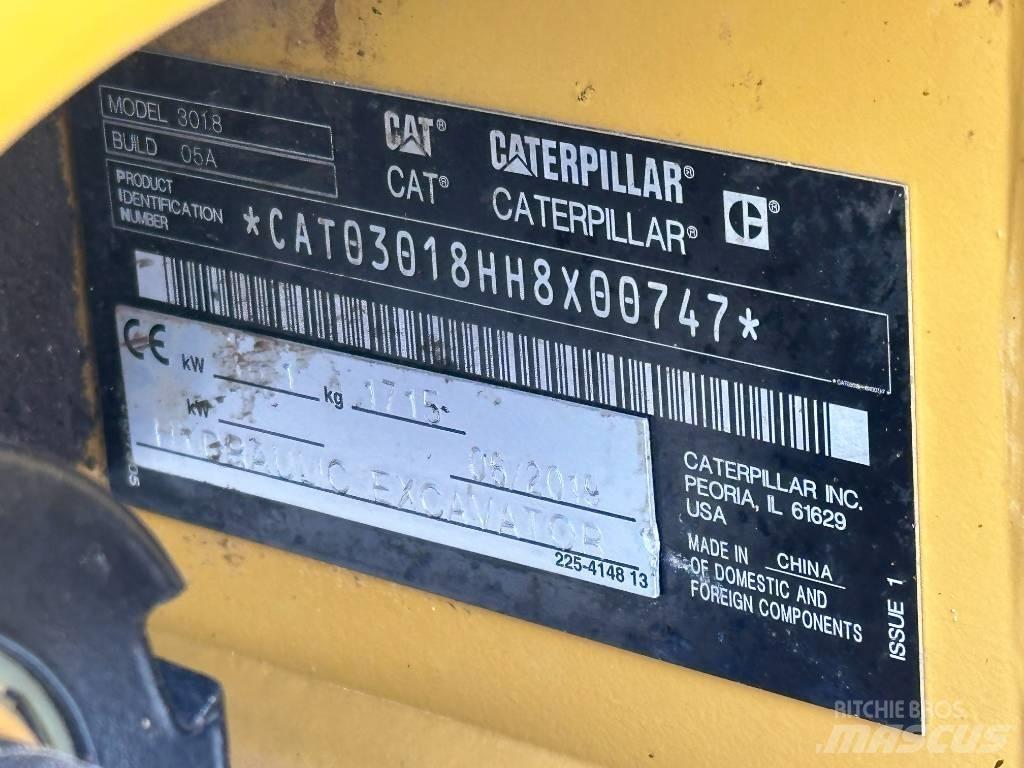 MODEL 301.8
BUILD 05A
CAT® CATERPILLAR®
CAT® CATERPILLAR®
PRODUCT
IDENTIFICATION
NUMBER
*CAT03018HH8X00747*
CE kW
kg 1715
kW
06/2019
HYDRAULIC EXCAVATOR
225-4148 13
CATERPILLAR INC.
PEORIA, IL 61629
USA
MADE IN CHINA
OF DOMESTIC AND
FOREIGN COMPONENTS
ISSUE 1
RITCHIE BROS.
MASCUS